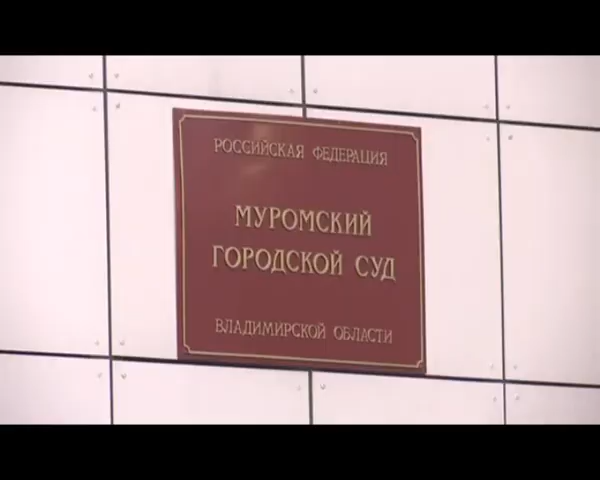 РОССИЙСКАЯ ФЕДЕРАЦИЯ
МУРОМСКИЙ
ГОРОДСКОЙ СУД
ВЛАДИМИРСКОЙ ОБЛАСТИ